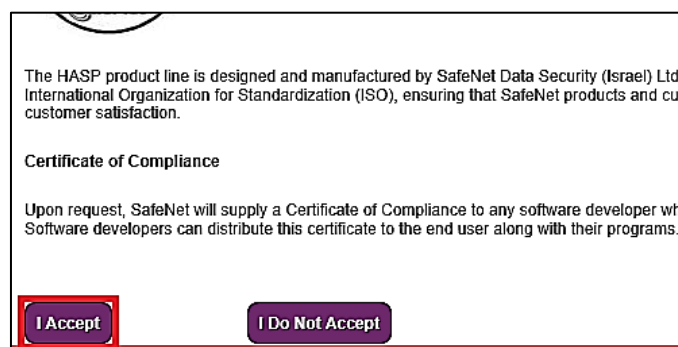 The HASP product line is designed and manufactured by SafeNet Data Security (Israel) Ltd
International Organization for Standardization (ISO), ensuring that SafeNet products and cu
customer satisfaction.
Certificate of Compliance
Upon request, SafeNet will supply a Certificate of Compliance to any software developer wh
Software developers can distribute this certificate to the end user along with their programs.
I Accept
I Do Not Accept